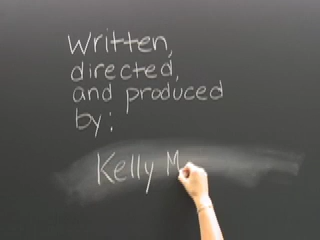 Written,
directed,
and produced
by:
Kelly M